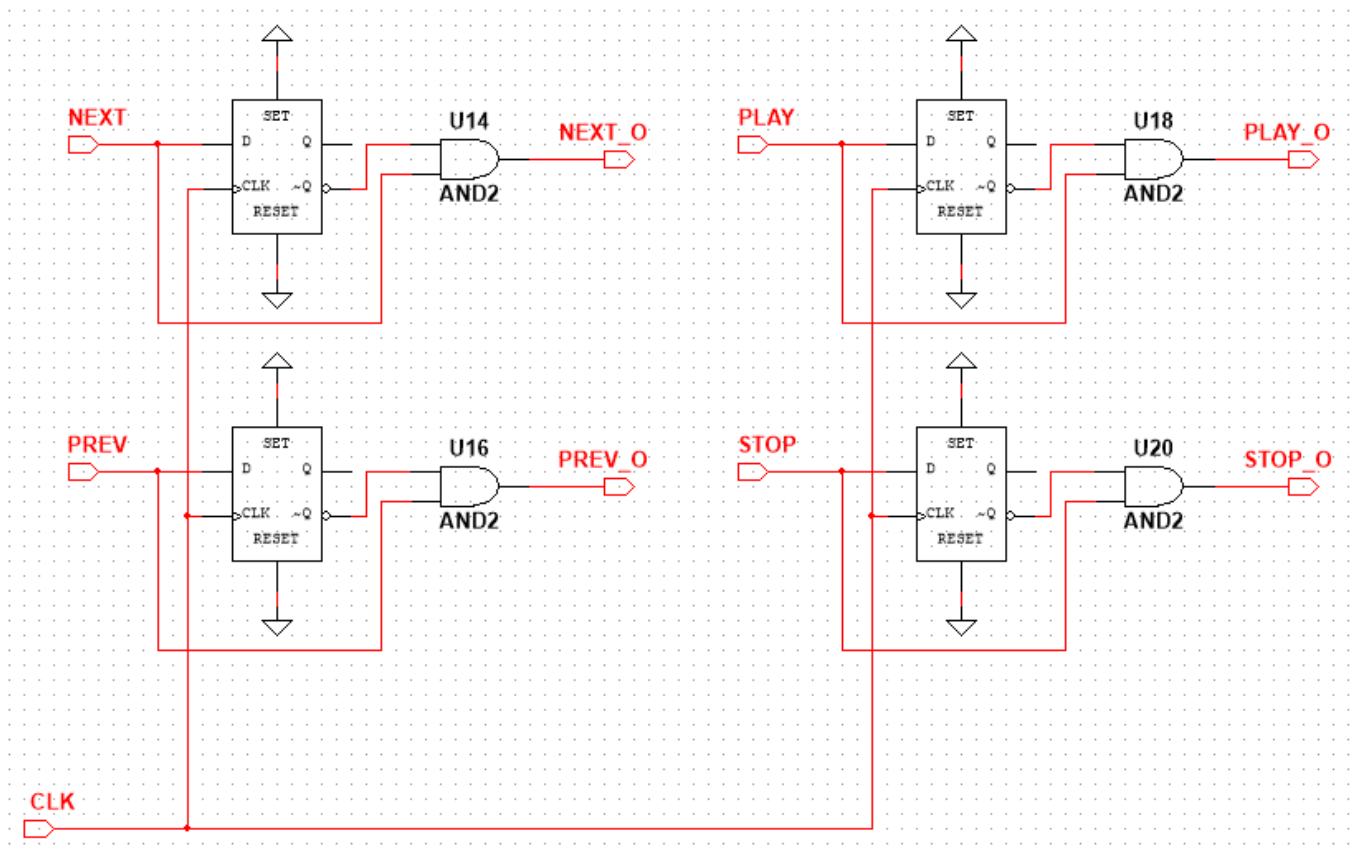 NEXT
SET
D Q
CLK ~Q
RESET
U14
AND2
NEXT_O
PLAY
SET
D Q
CLK ~Q
RESET
U18
AND2
PLAY_O
PREV
SET
D Q
CLK ~Q
RESET
U16
AND2
PREV_O
STOP
SET
D Q
CLK ~Q
RESET
U20
AND2
STOP_O
CLK